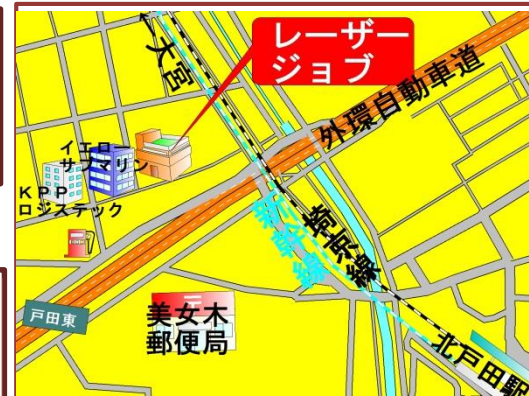 レーザー
ジョブ
←大宮
外環自動車道
イエロー
サブマリン
KPP
ロジステック
新幹線
埼京線
戸田東
美女木
郵便局
北戸田駅